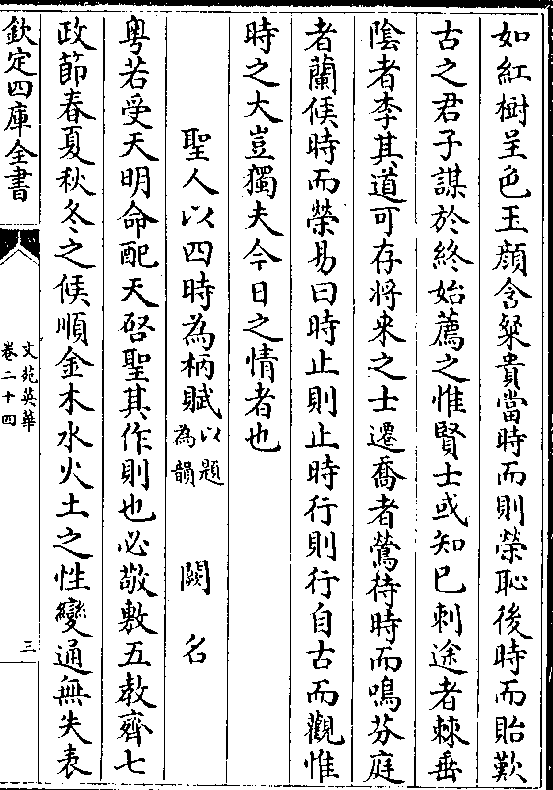 如紅樹呈色玉顔含粲貴當時而則榮恥後時而貽歎
古之君子謀於終始薦之惟賢士或知已刺途者棘垂
陰者李其道可存將來之士遷喬者鶯待時而鳴芬庭
者蘭候時而榮易曰時止則止時行則行自古而觀惟
時之大豈獨夫今日之情者也
聖人以四時為柄賦以題為韻 闕名
粵若受天明命配天啓聖其作則也必敬敷五教齊七
政節春夏秋冬之候順金木水火土之性變通無失表
欽定四庫全書
文苑英華
卷二十四
三